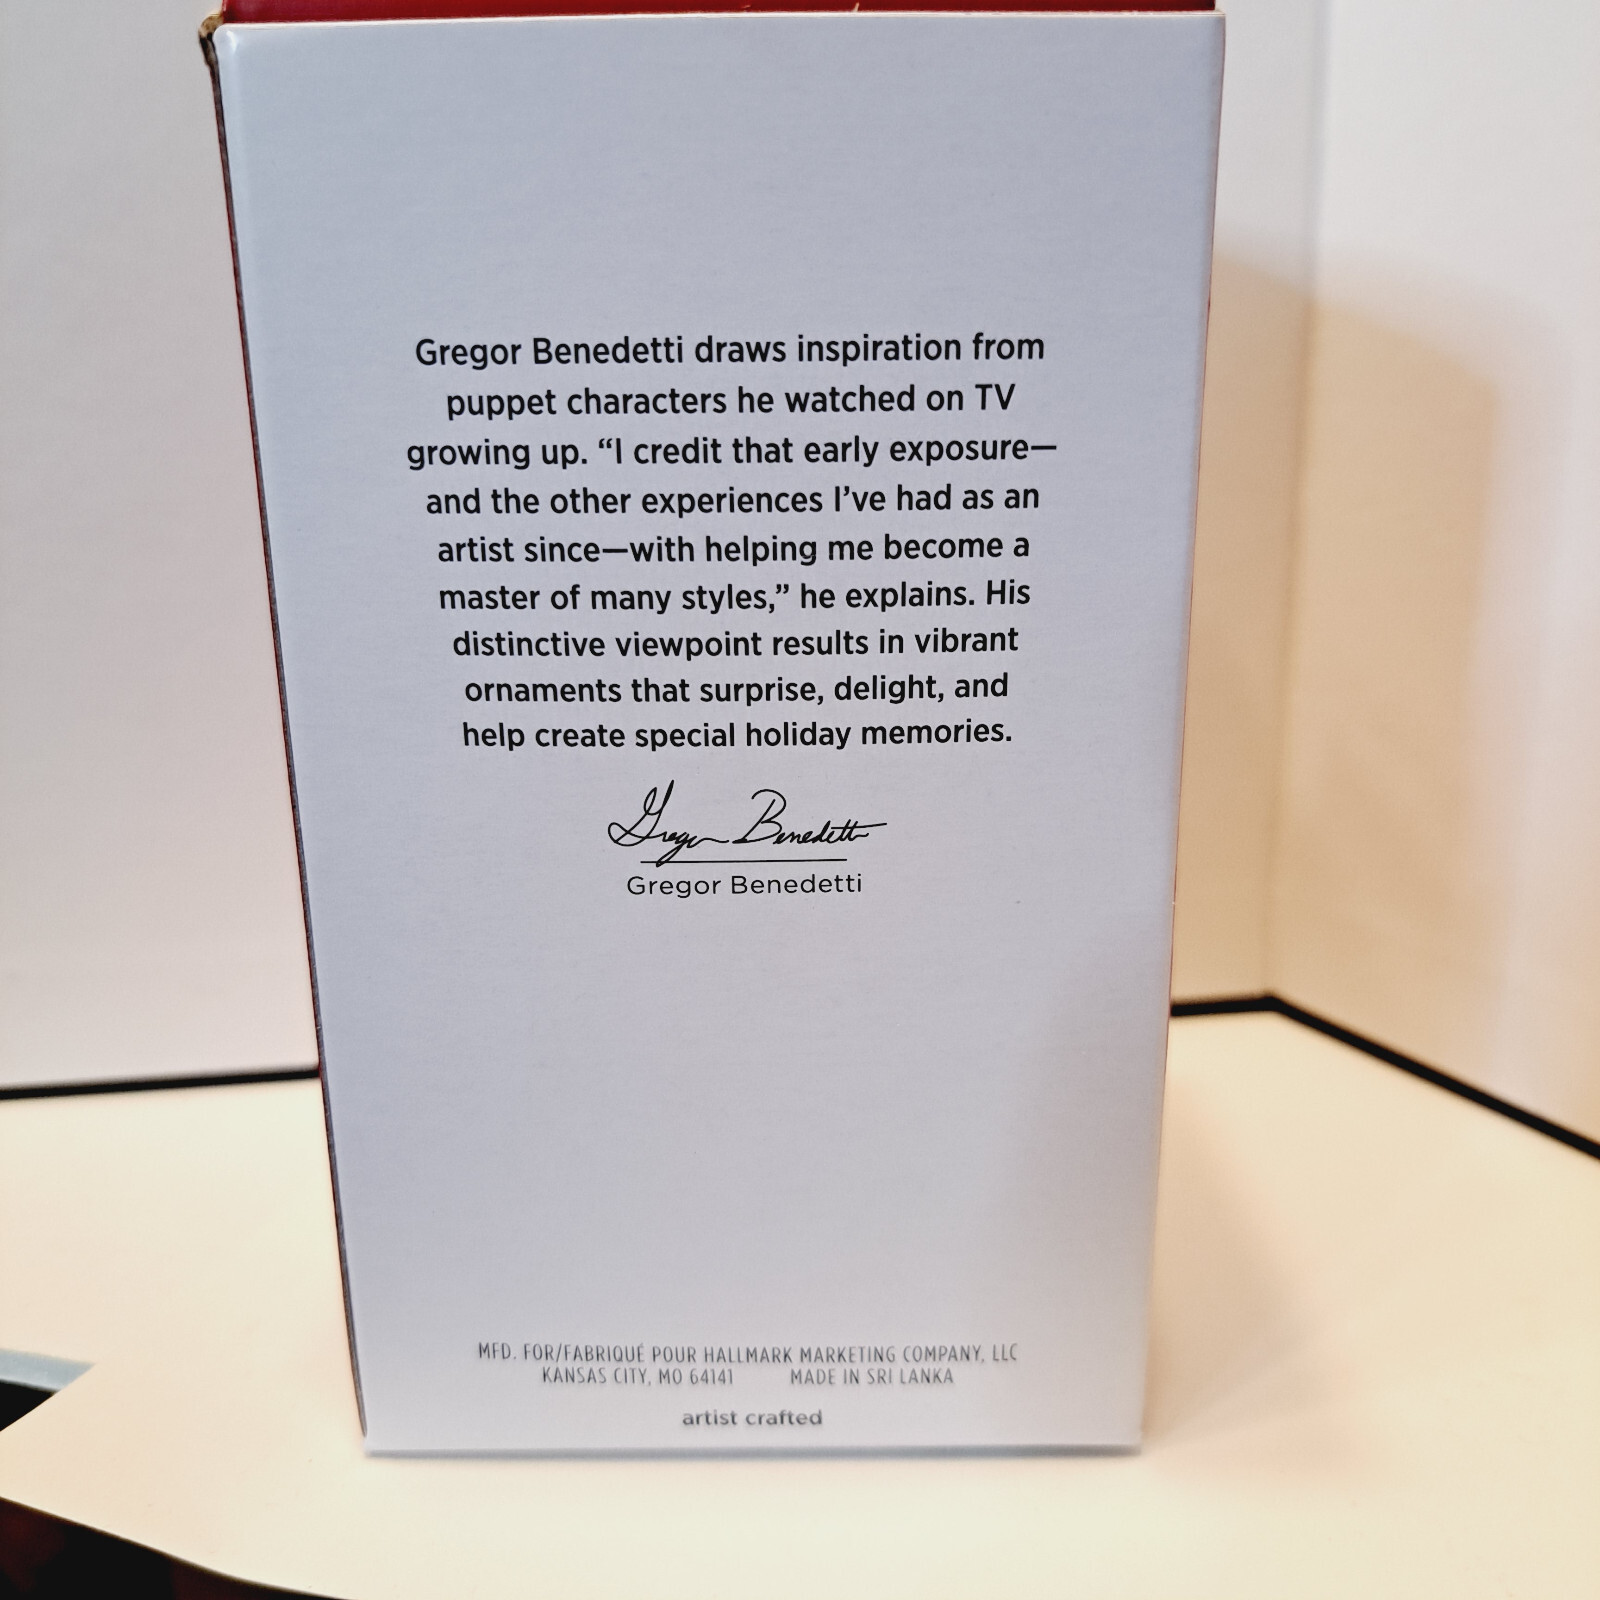 Gregor Benedetti draws inspiration from
puppet characters he watched on TV
growing up. “I credit that early exposure—
and the other experiences I’ve had as an
artist since—with helping me become a
master of many styles,” he explains. His
distinctive viewpoint results in vibrant
ornaments that surprise, delight, and
help create special holiday memories.
Gregor Benedetti
Gregor Benedetti
MFD. FOR/FABRIQUÉ POUR HALLMARK MARKETING COMPANY, LLC
KANSAS CITY, MO 64141 MADE IN SRI LANKA
artist crafted